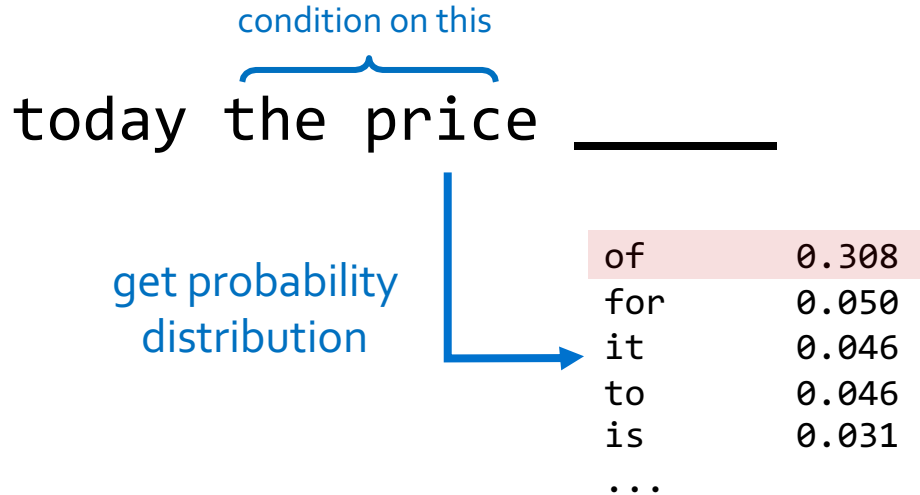 condition on this
today the price ______
get probability
distribution
of 0.308
for 0.050
it 0.046
to 0.046
is 0.031
...